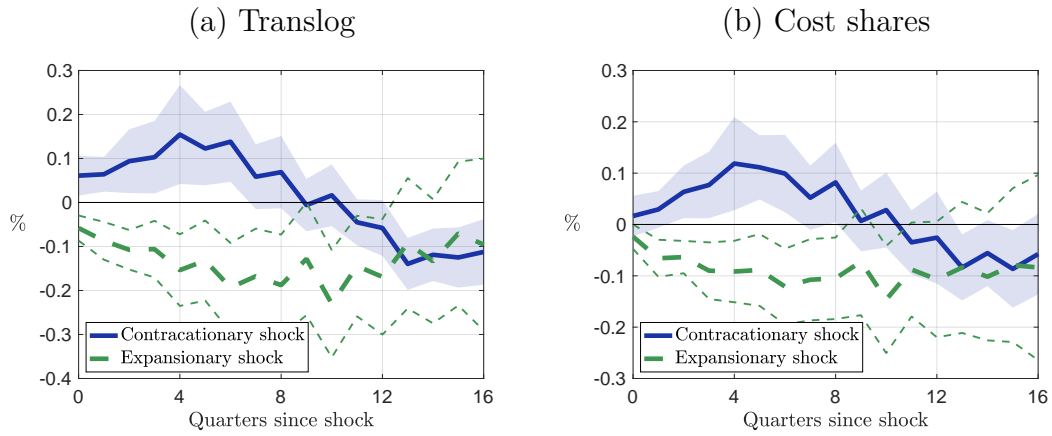 (a) Translog
0.3
0.2
0.1
0
-0.1
-0.2
-0.3
-0.4
%
Contracationary shock
Expansionary shock
0 4 8 12 16
Quarters since shock
(b) Cost shares
0.3
0.2
0.1
0
-0.1
-0.2
-0.3
%
Contracationary shock
Expansionary shock
0 4 8 12 16
Quarters since shock